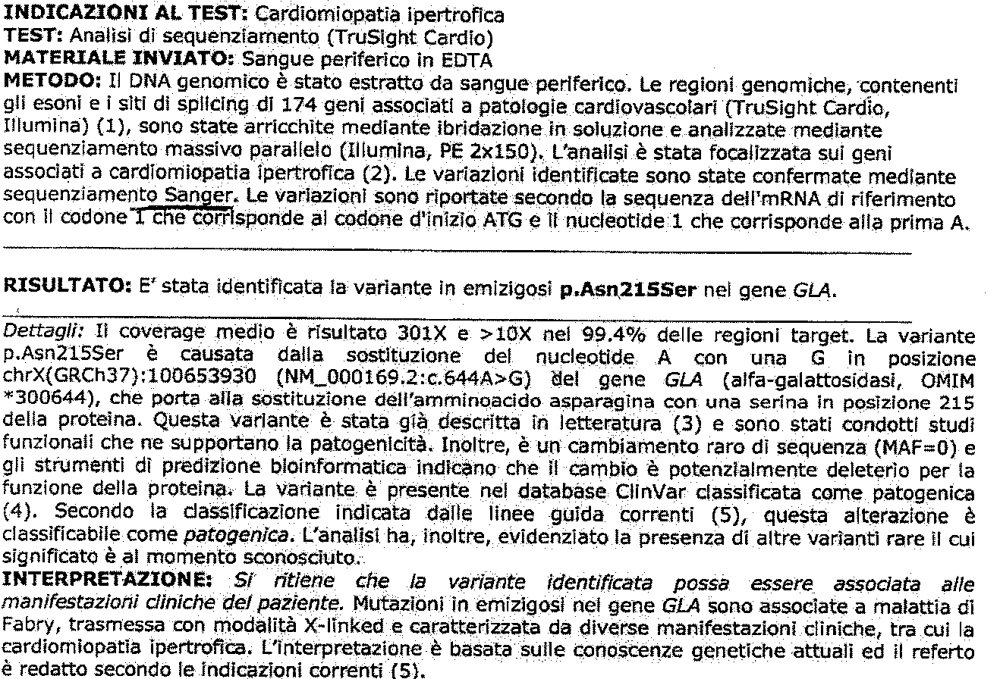 INDICAZIONI AL TEST: Cardiomiopatia ipertrofica
TEST: Analisi di sequenziamento (TruSight Cardio)
MATERIALE INVIATO: Sangue periferico in EDTA
METODO: Il DNA genomico è stato estratto da sangue periferico. Le regioni genomiche, contenenti
gli esoni e i siti di splicing di 174 geni associati a patologie cardiovascolari (TruSight Cardio,
Illumina) (1), sono state arricchite mediante ibridazione in soluzione e analizzate mediante
sequenziamento massivo parallelo (Illumina, PE 2x150). L'analisi è stata focalizzata sui geni
associati a cardiomiopatia ipertrofica (2). Le variazioni identificate sono state confermate mediante
sequenziamento Sanger. Le variazioni sono riportate secondo la sequenza dell'mRNA di riferimento
con il codone 1 che corrisponde al codone d'inizio ATG e il nucleotide 1 che corrisponde alla prima A.
RISULTATO: E' stata identificata la variante in emizigosi p.Asn215Ser nel gene GLA.
Dettagli: Il coverage medio è risultato 301X e >10X nel 99.4% delle regioni target. La variante
p.Asn215Ser è causata dalla sostituzione del nucleotide A con una G in posizione
chrX(GRCh37):100653930 (NM_000169.2:c.644A>G) del gene GLA (alfa-galattosidasi, OMIM
*300644), che porta alla sostituzione dell'amminoacido asparagina con una serina in posizione 215
della proteina. Questa variante è stata già descritta in letteratura (3) e sono stati condotti studi
funzionali che ne supportano la patogenicità. Inoltre, è un cambiamento raro di sequenza (MAF=0) e
gli strumenti di predizione bioinformatica indicano che il cambio è potenzialmente deleterio per la
funzione della proteina. La variante è presente nel database ClinVar classificata come patogenica
(4). Secondo la classificazione indicata dalle linee guida correnti (5), questa alterazione è
classificabile come patogenica. L'analisi ha, inoltre, evidenziato la presenza di altre varianti rare il cui
significato è al momento sconosciuto.
INTERPRETAZIONE: Si ritiene che la variante identificata possa essere associata alle
manifestazioni cliniche del paziente. Mutazioni in emizigosi nel gene GLA sono associate a malattia di
Fabry, trasmessa con modalità X-linked e caratterizzata da diverse manifestazioni cliniche, tra cui la
cardiomiopatia ipertrofica. L'interpretazione è basata sulle conoscenze genetiche attuali ed il referto
è redatto secondo le indicazioni correnti (5).